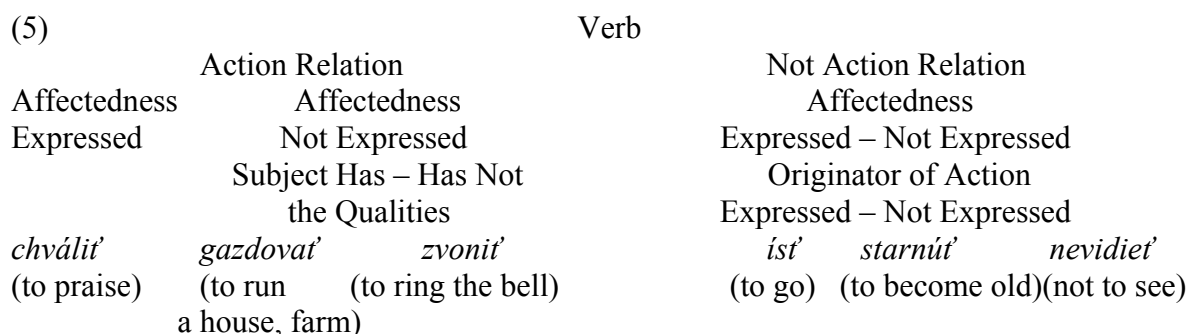 (5) Verb
Action Relation Not Action Relation
Affectedness Affectedness Affectedness
Expressed Not Expressed Expressed – Not Expressed
Subject Has – Has Not Originator of Action
the Qualities Expressed – Not Expressed
chváliť gazdovať zvoniť ísť starnúť nevidieť
(to praise) (to run (to ring the bell) (to go) (to become old)(not to see)
a house, farm)